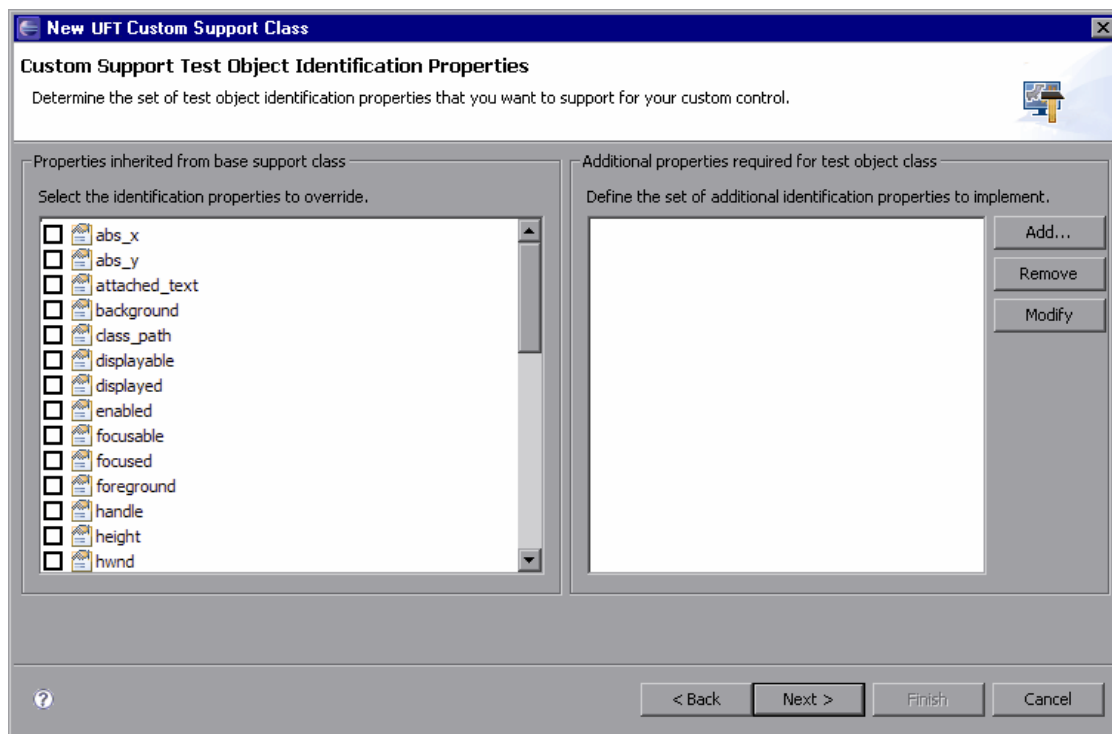 New UFT Custom Support Class
Custom Support Test Object Identification Properties
Determine the set of test object identification properties that you want to support for your custom control.
Properties inherited from base support class
Select the identification properties to override.
abs_x
abs_y
attached_text
background
class_path
displayable
displayed
enabled
focusable
focused
foreground
handle
height
hwnd
Additional properties required for test object class
Define the set of additional identification properties to implement.
Add...
Remove
Modify
?
< Back
Next >
Finish
Cancel